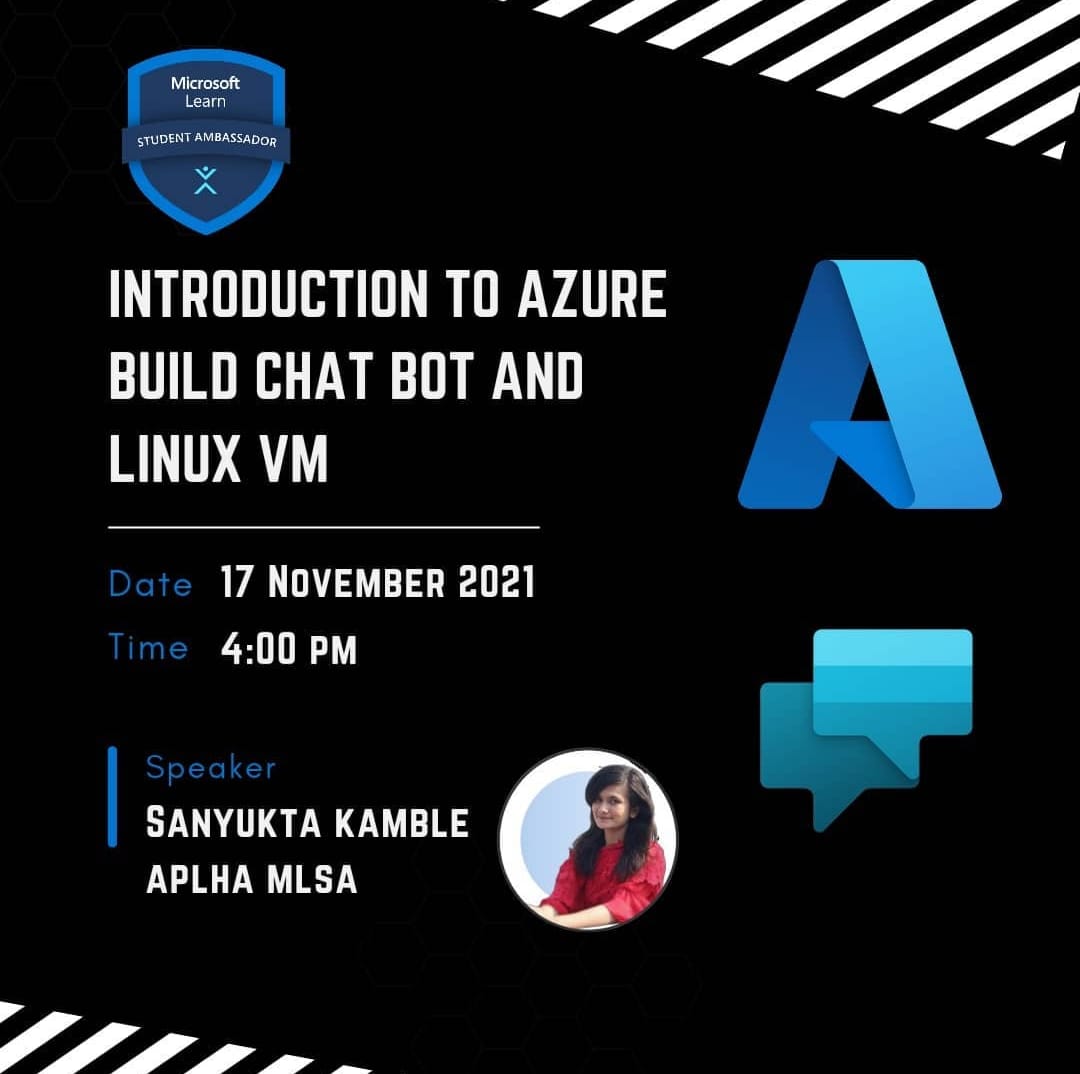 Microsoft
Learn
STUDENT AMBASSADOR
INTRODUCTION TO AZURE
BUILD CHAT BOT AND
LINUX VM
Date 17 NOVEMBER 2021
Time 4:00 PM
Speaker
SANYUKTA KAMBLE
APLHA MLSA